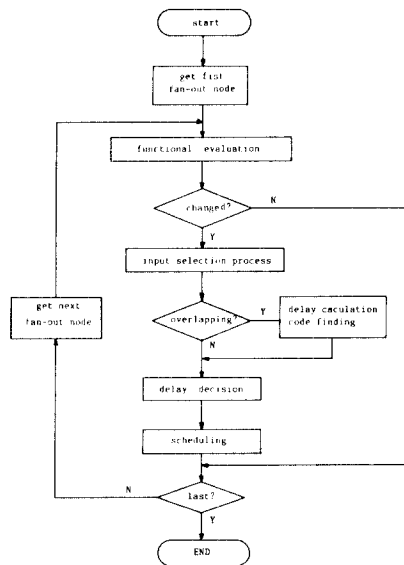 start
get fist
fan-out node
functional evaluation
changed?
N
Y
input selection process
get next
fan-out node
overlapping?
Y
delay caculation
code finding
N
delay decision
scheduling
N
last?
Y
END